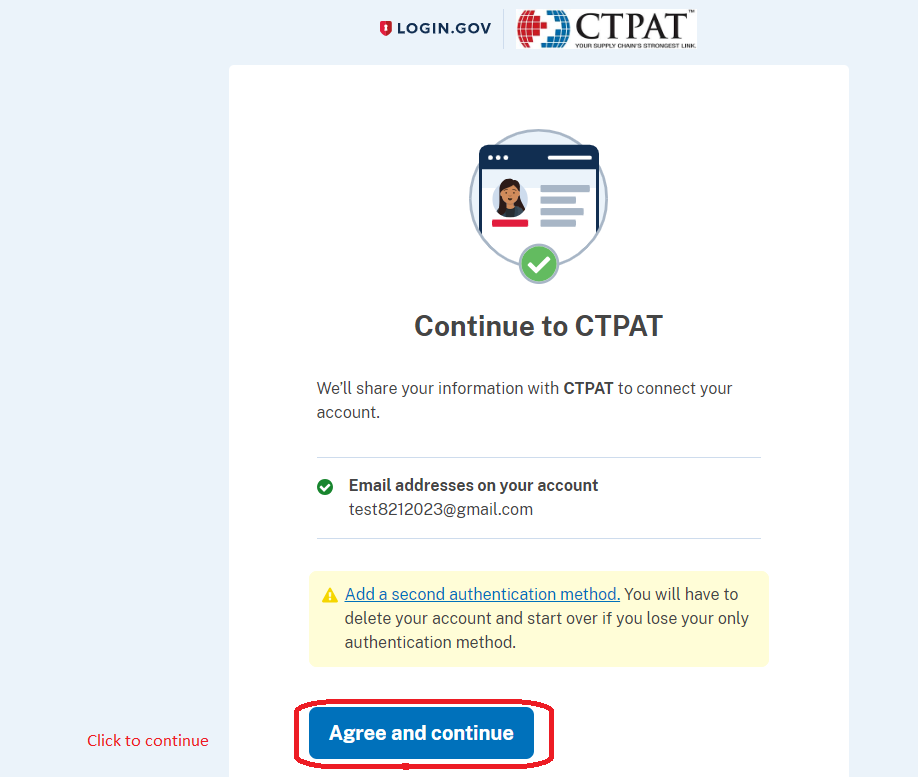 LOGIN.GOV
CTPAT™
YOUR SUPPLY CHAIN'S STRONGEST LINK.
Continue to CTPAT
We'll share your information with CTPAT to connect your
account.
Email addresses on your account
test8212023@gmail.com
Add a second authentication method. You will have to
delete your account and start over if you lose your only
authentication method.
Agree and continue
Click to continue